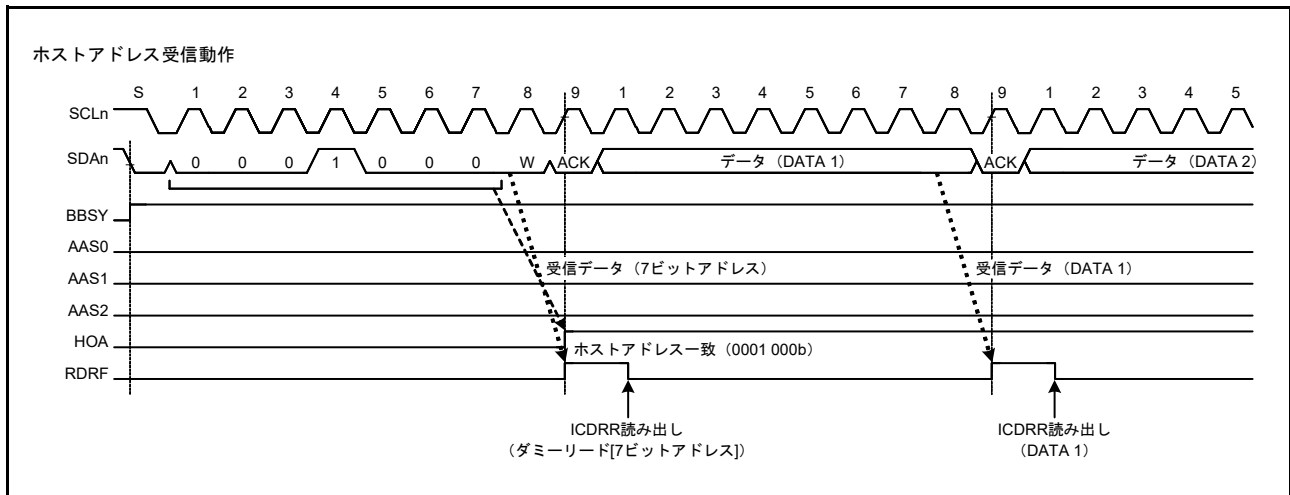 ホストアドレス受信動作
S 1 2 3 4 5 6 7 8 9 1 2 3 4 5 6 7 8 9 1 2 3 4 5
SCLn
SDAn 0 0 0 1 0 0 0 W ACK データ（DATA 1） ACK データ（DATA 2）
BBSY
AAS0
受信データ（7ビットアドレス） 受信データ（DATA 1）
AAS1
AAS2
HOA
ホストアドレス一致（0001 000b）
RDRF
ICDRR読み出し ICDRR読み出し
（ダミーリード[7ビットアドレス]） （DATA 1）